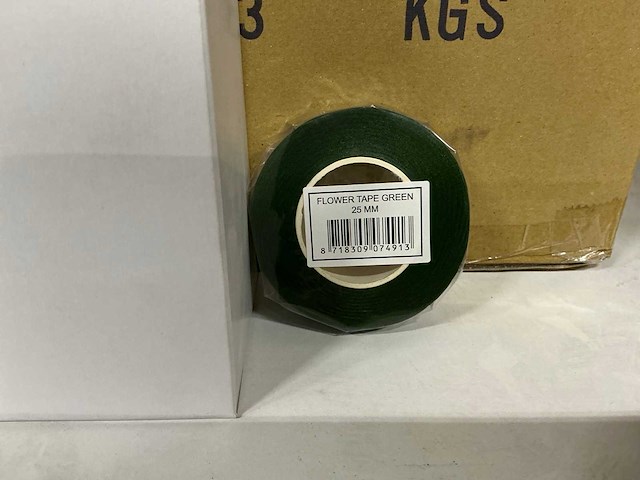 3 KGS
FLOWER TAPE GREEN
25 MM
8 718309 074913